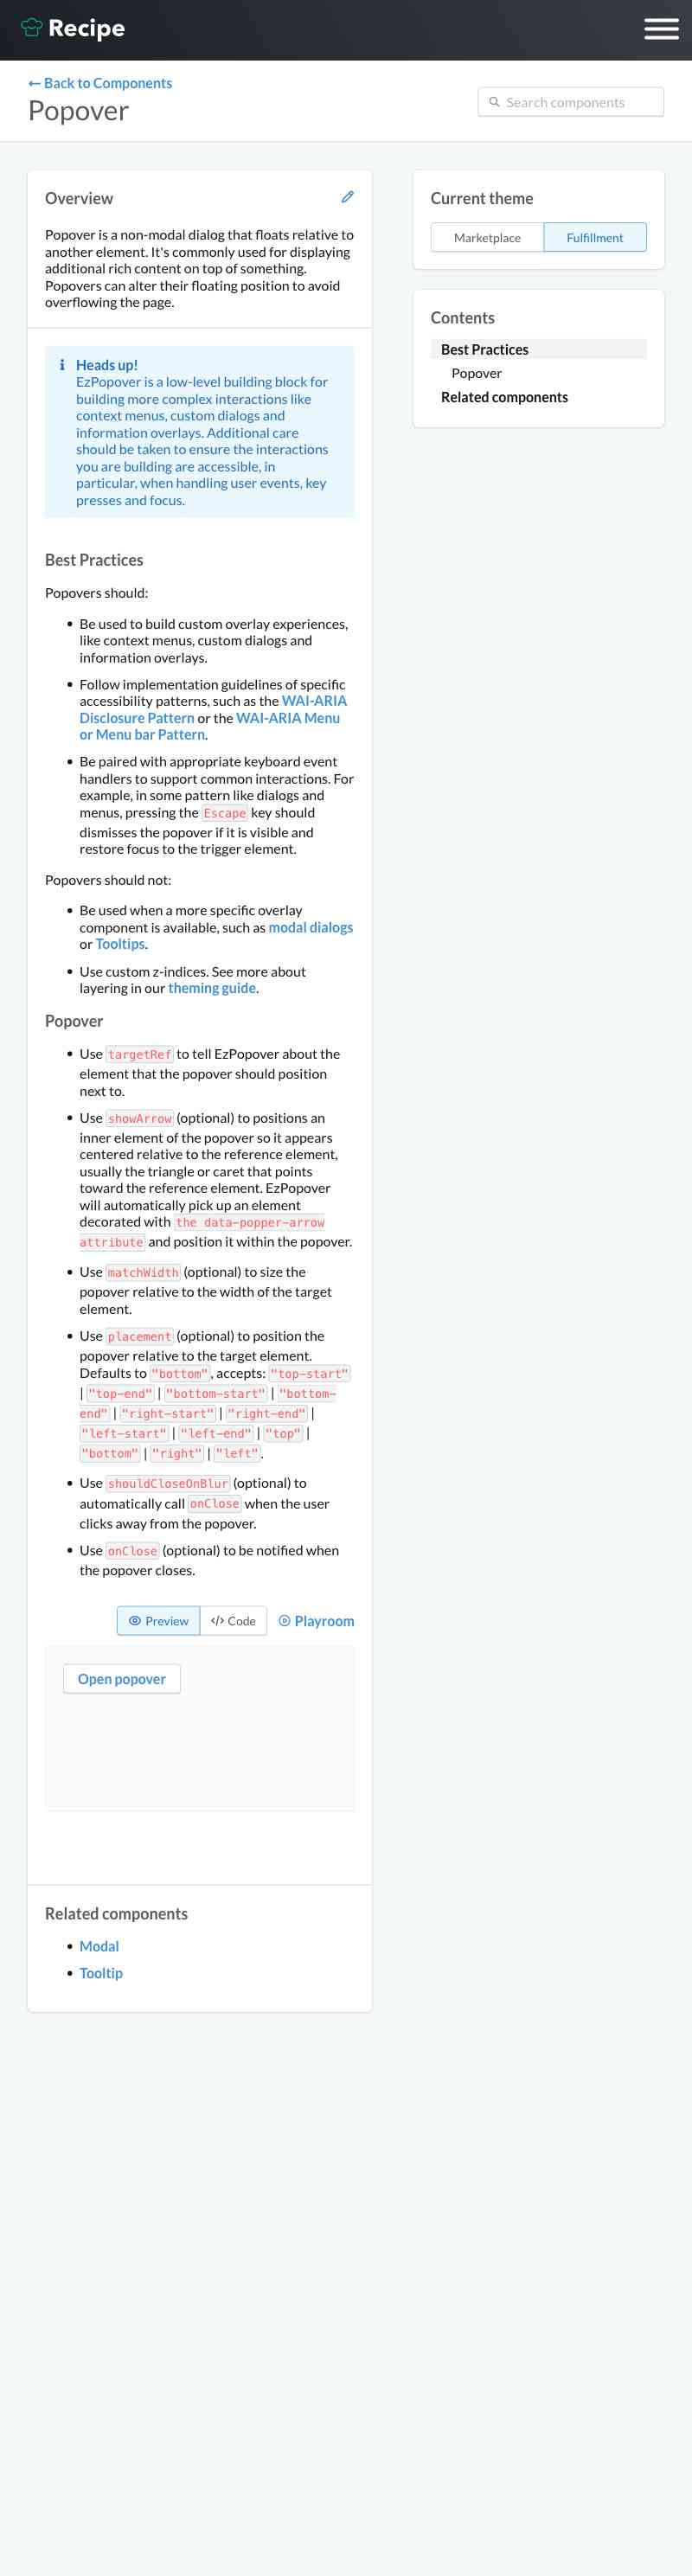 Recipe
← Back to Components
Popover
Search components
Overview
Popover is a non-modal dialog that floats relative to
another element. It's commonly used for displaying
additional rich content on top of something.
Popovers can alter their floating position to avoid
overflowing the page.
Heads up!
EzPopover is a low-level building block for
building more complex interactions like
context menus, custom dialogs and
information overlays. Additional care
should be taken to ensure the interactions
you are building are accessible, in
particular, when handling user events, key
presses and focus.
Best Practices
Popovers should:
• Be used to build custom overlay experiences,
like context menus, custom dialogs and
information overlays.
• Follow implementation guidelines of specific
accessibility patterns, such as the WAI-ARIA
Disclosure Pattern or the WAI-ARIA Menu
or Menu bar Pattern.
• Be paired with appropriate keyboard event
handlers to support common interactions. For
example, in some pattern like dialogs and
menus, pressing the Escape key should
dismisses the popover if it is visible and
restore focus to the trigger element.
Popovers should not:
• Be used when a more specific overlay
component is available, such as modal dialogs
or Tooltips.
• Use custom z-indices. See more about
layering in our theming guide.
Popover
• Use targetRef to tell EzPopover about the
element that the popover should position
next to.
• Use showArrow (optional) to positions an
inner element of the popover so it appears
centered relative to the reference element,
usually the triangle or caret that points
toward the reference element. EzPopover
will automatically pick up an element
decorated with the data-popper-arrow
attribute and position it within the popover.
• Use matchWidth (optional) to size the
popover relative to the width of the target
element.
• Use placement (optional) to position the
popover relative to the target element.
Defaults to "bottom", accepts: "top-start"
| "top-end" | "bottom-start" | "bottom-
end" | "right-start" | "right-end" |
"left-start" | "left-end" | "top" |
"bottom" | "right" | "left".
• Use shouldCloseOnBlur (optional) to
automatically call onClose when the user
clicks away from the popover.
• Use onClose (optional) to be notified when
the popover closes.
Preview
Code
Playroom
Open popover
Related components
• Modal
• Tooltip
Current theme
Marketplace
Fulfillment
Contents
Best Practices
Popover
Related components